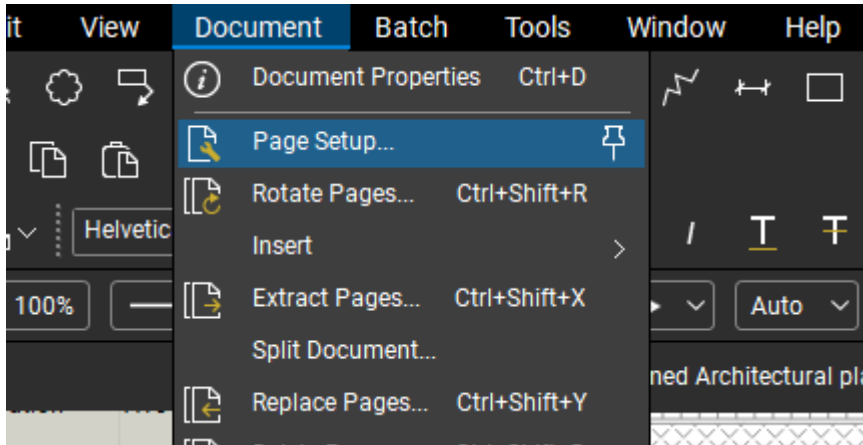 it View Document Batch Tools Window Help
Document Properties Ctrl+D
Page Setup...
Rotate Pages... Ctrl+Shift+R
Helvetic
Insert
I T T
100%
Extract Pages... Ctrl+Shift+X
Auto
Split Document...
ned Architectural pla
Replace Pages... Ctrl+Shift+Y